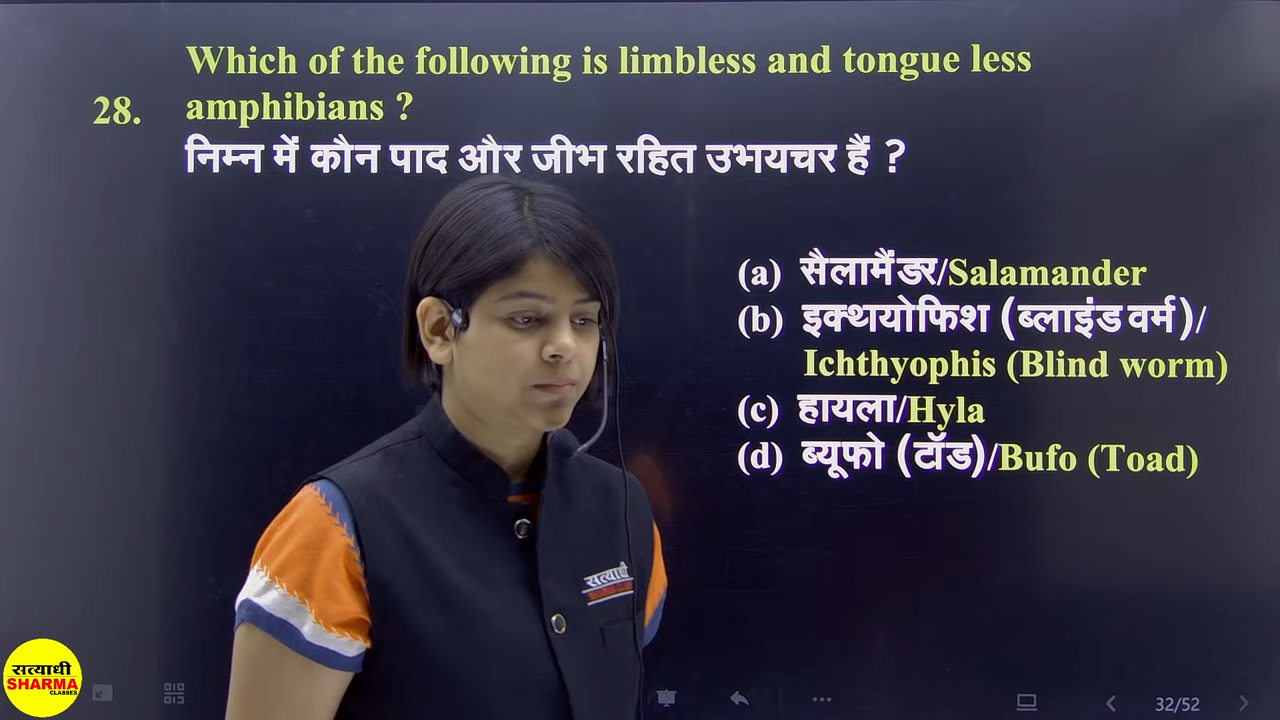 Which of the following is limbless and tongue less
28. amphibians ?
निम्न में कौन पाद और जीभ रहित उभयचर हैं ?
(a) सैलामैंडर/Salamander
(b) इक्थयोफिश (ब्लाइंड वर्म)/
Ichthyophis (Blind worm)
(c) हायला/Hyla
(d) ब्यूफो (टॉड)/Bufo (Toad)
सत्याधी
सत्याधी
SHARMA
CLASSES
32/52